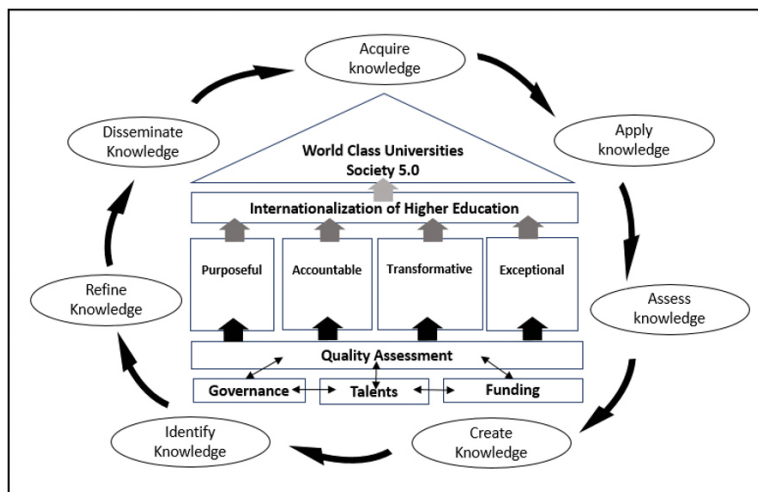 Acquire
knowledge
Disseminate
Knowledge
Apply
knowledge
World Class Universities
Society 5.0
Internationalization of Higher Education
Purposeful
Accountable
Transformative
Exceptional
Refine
Knowledge
Assess
knowledge
Quality Assessment
Governance
Talents
Funding
Identify
Knowledge
Create
Knowledge